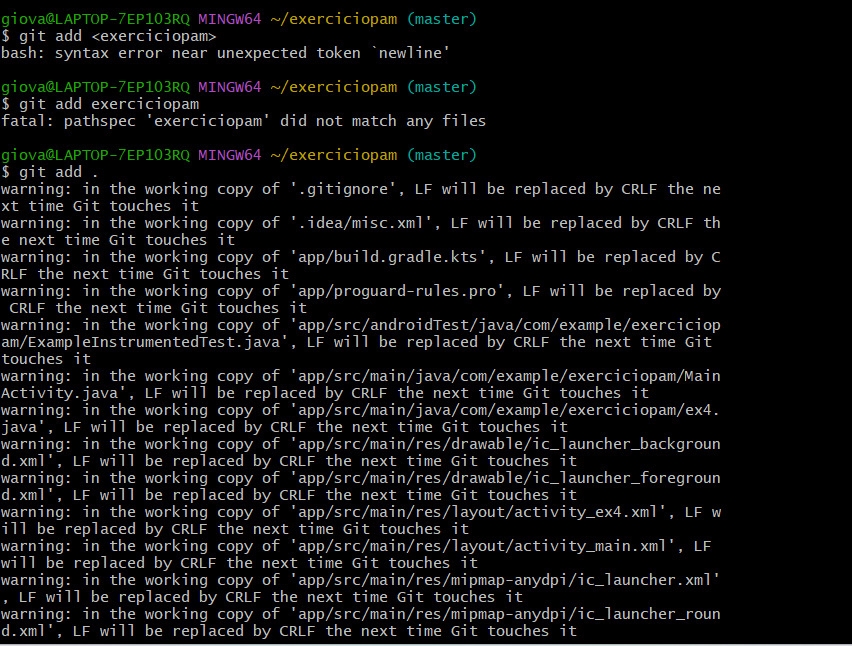 giova@LAPTOP-7EP1O3RQ MINGW64 ~/exerciciopam (master)
$ git add <exerciciopam>
bash: syntax error near unexpected token `newline'
giova@LAPTOP-7EP1O3RQ MINGW64 ~/exerciciopam (master)
$ git add exerciciopam
fatal: pathspec 'exerciciopam' did not match any files
giova@LAPTOP-7EP1O3RQ MINGW64 ~/exerciciopam (master)
$ git add .
warning: in the working copy of '.gitignore', LF will be replaced by CRLF the ne
xt time Git touches it
warning: in the working copy of '.idea/misc.xml', LF will be replaced by CRLF th
e next time Git touches it
warning: in the working copy of 'app/build.gradle.kts', LF will be replaced by C
RLF the next time Git touches it
warning: in the working copy of 'app/proguard-rules.pro', LF will be replaced by
 CRLF the next time Git touches it
warning: in the working copy of 'app/src/androidTest/java/com/example/exerciciop
am/ExampleInstrumentedTest.java', LF will be replaced by CRLF the next time Git
touches it
warning: in the working copy of 'app/src/main/java/com/example/exerciciopam/Main
Activity.java', LF will be replaced by CRLF the next time Git touches it
warning: in the working copy of 'app/src/main/java/com/example/exerciciopam/ex4.
java', LF will be replaced by CRLF the next time Git touches it
warning: in the working copy of 'app/src/main/res/drawable/ic_launcher_backgroun
d.xml', LF will be replaced by CRLF the next time Git touches it
warning: in the working copy of 'app/src/main/res/drawable/ic_launcher_foregroun
d.xml', LF will be replaced by CRLF the next time Git touches it
warning: in the working copy of 'app/src/main/res/layout/activity_ex4.xml', LF w
ill be replaced by CRLF the next time Git touches it
warning: in the working copy of 'app/src/main/res/layout/activity_main.xml', LF
will be replaced by CRLF the next time Git touches it
warning: in the working copy of 'app/src/main/res/mipmap-anydpi/ic_launcher.xml'
, LF will be replaced by CRLF the next time Git touches it
warning: in the working copy of 'app/src/main/res/mipmap-anydpi/ic_launcher_roun
d.xml', LF will be replaced by CRLF the next time Git touches it